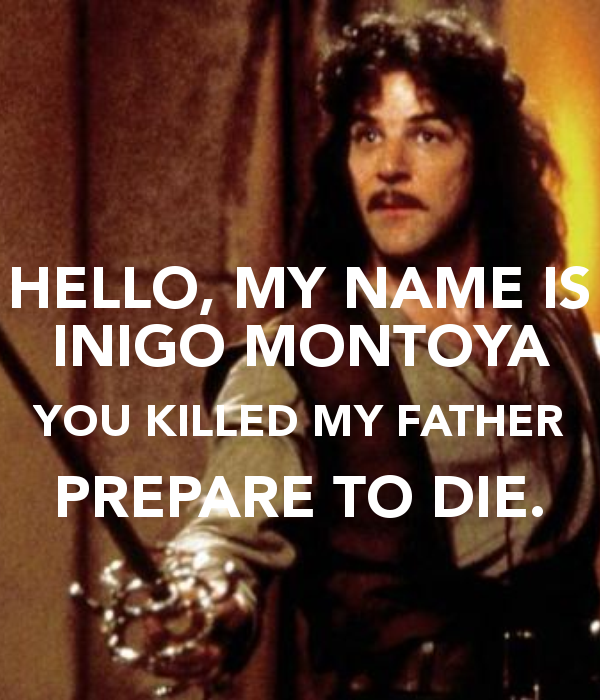 HELLO, MY NAME IS
INIGO MONTOYA
YOU KILLED MY FATHER
PREPARE TO DIE.